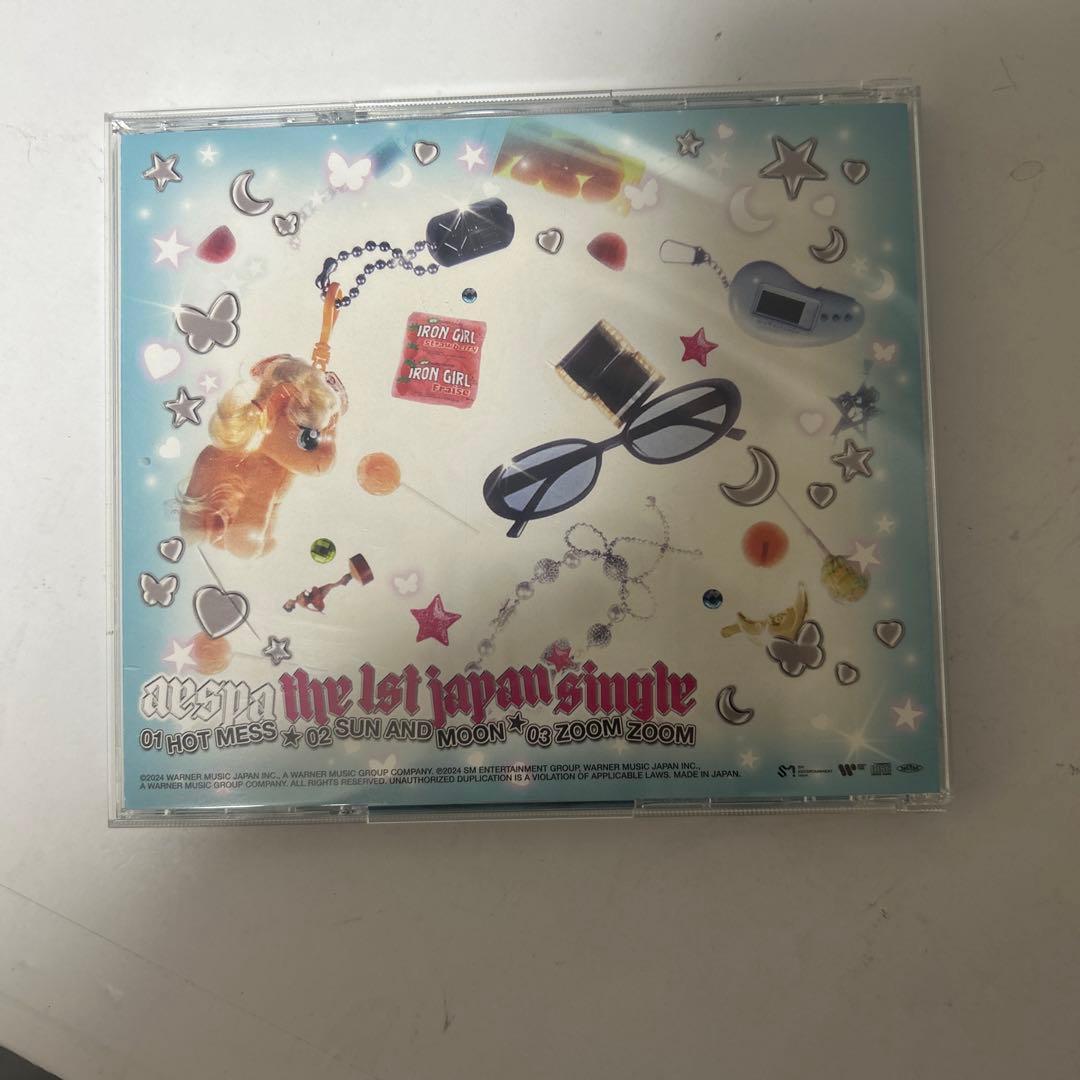 IRON GIRL
strawberry
IRON GIRL
Fraise
aespa the 1st japan single
01 HOT MESS ★ 02 SUN AND MOON ★ 03 ZOOM ZOOM
©2024 WARNER MUSIC JAPAN INC., A WARNER MUSIC GROUP COMPANY. ℗2024 SM ENTERTAINMENT GROUP, WARNER MUSIC JAPAN INC.,
A WARNER MUSIC GROUP COMPANY. ALL RIGHTS RESERVED. UNAUTHORIZED DUPLICATION IS A VIOLATION OF APPLICABLE LAWS. MADE IN JAPAN.
SM